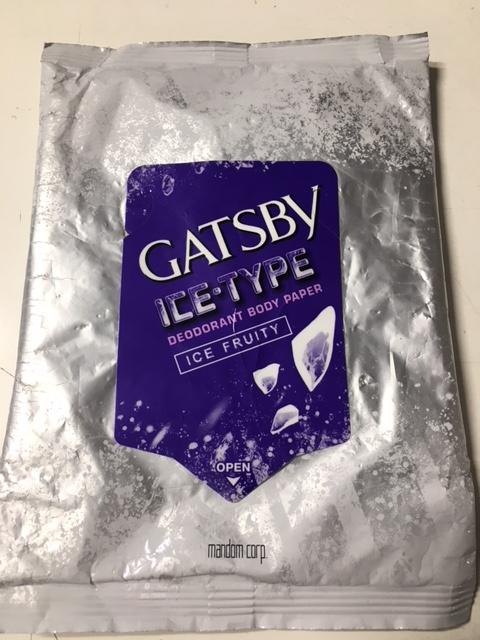 GATSBY
ICE-TYPE
DEODORANT BODY PAPER
ICE FRUITY
OPEN
mandom corp.